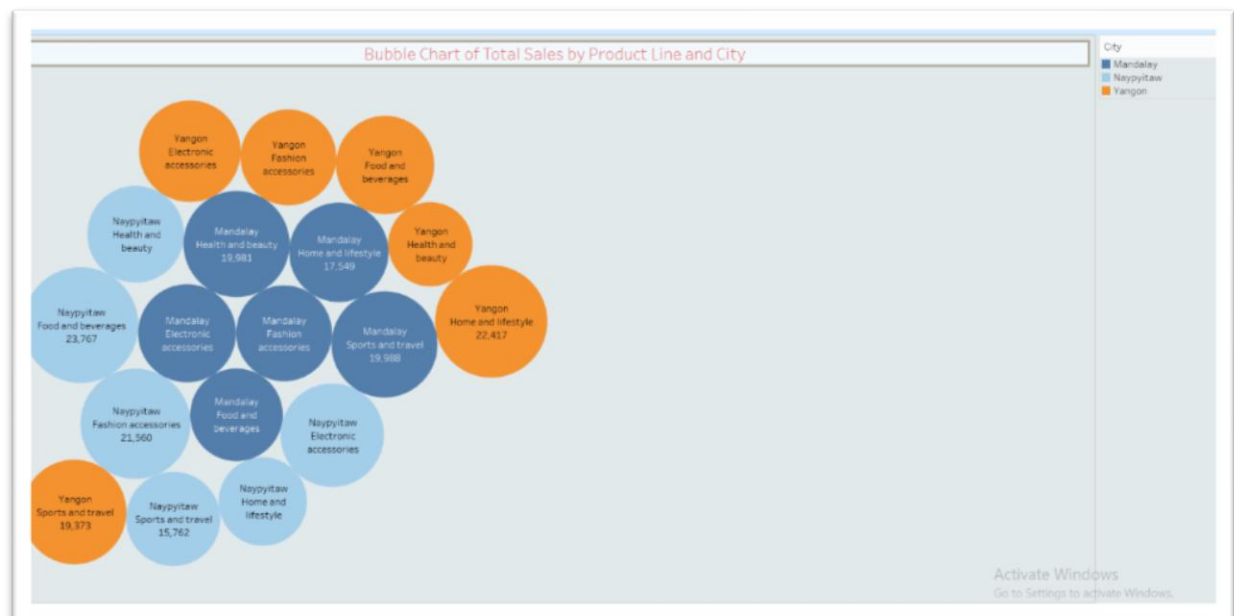 Bubble Chart of Total Sales by Product Line and City
City
Mandalay
Naypyitaw
Yangon
Yangon
Electronic
accessories
Yangon
Fashion
accessories
Yangon
Food and
beverages
Naypyitaw
Health and
beauty
Mandalay
Health and beauty
19,981
Mandalay
Home and lifestyle
17,549
Yangon
Health and
beauty
Naypyitaw
Food and beverages
23,767
Mandalay
Electronic
accessories
Mandalay
Fashion
accessories
Mandalay
Sports and travel
19,988
Yangon
Home and lifestyle
22,417
Naypyitaw
Fashion accessories
21,560
Mandalay
Food and
beverages
Naypyitaw
Electronic
accessories
Yangon
Sports and travel
19,373
Naypyitaw
Sports and travel
15,762
Naypyitaw
Home and
lifestyle
Activate Windows
Go to Settings to activate Windows.